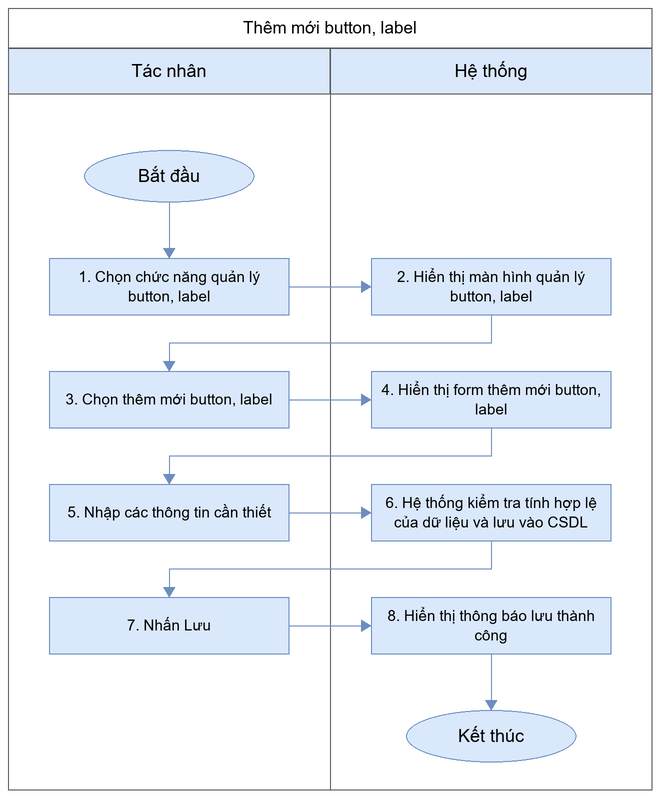 Thêm mới button, label
Tác nhân
Hệ thống
Bắt đầu
1. Chọn chức năng quản lý
button, label
2. Hiển thị màn hình quản lý
button, label
3. Chọn thêm mới button, label
4. Hiển thị form thêm mới button,
label
5. Nhập các thông tin cần thiết
6. Hệ thống kiểm tra tính hợp lệ
của dữ liệu và lưu vào CSDL
7. Nhấn Lưu
8. Hiển thị thông báo lưu thành
công
Kết thúc